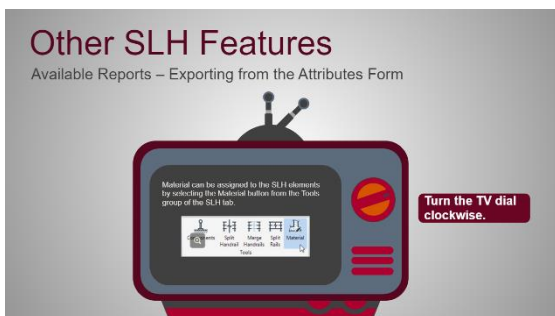 Other SLH Features
Available Reports – Exporting from the Attributes Form
Material can be assigned to the SLH elements
by selecting the Material button from the Tools
group of the SLH tab.
Split Merge Split Material
Handrail Handrails Rails
Tools
Turn the TV dial
clockwise.